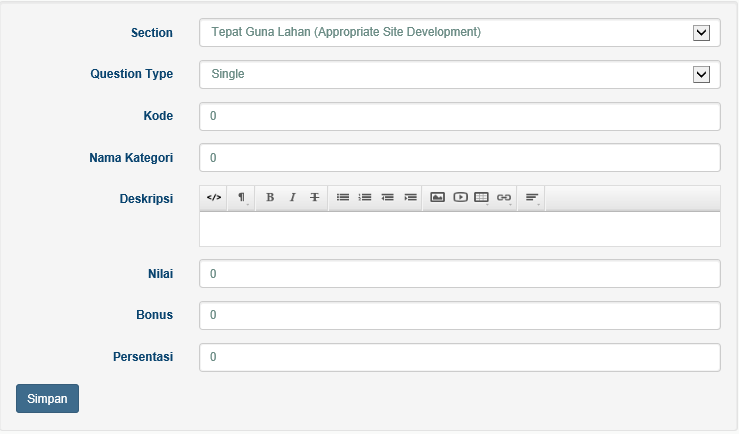 Section Tepat Guna Lahan (Appropriate Site Development)
Question Type Single
Kode 0
Nama Kategori 0
Deskripsi </> ¶ B I T
Nilai 0
Bonus 0
Persentasi 0
Simpan